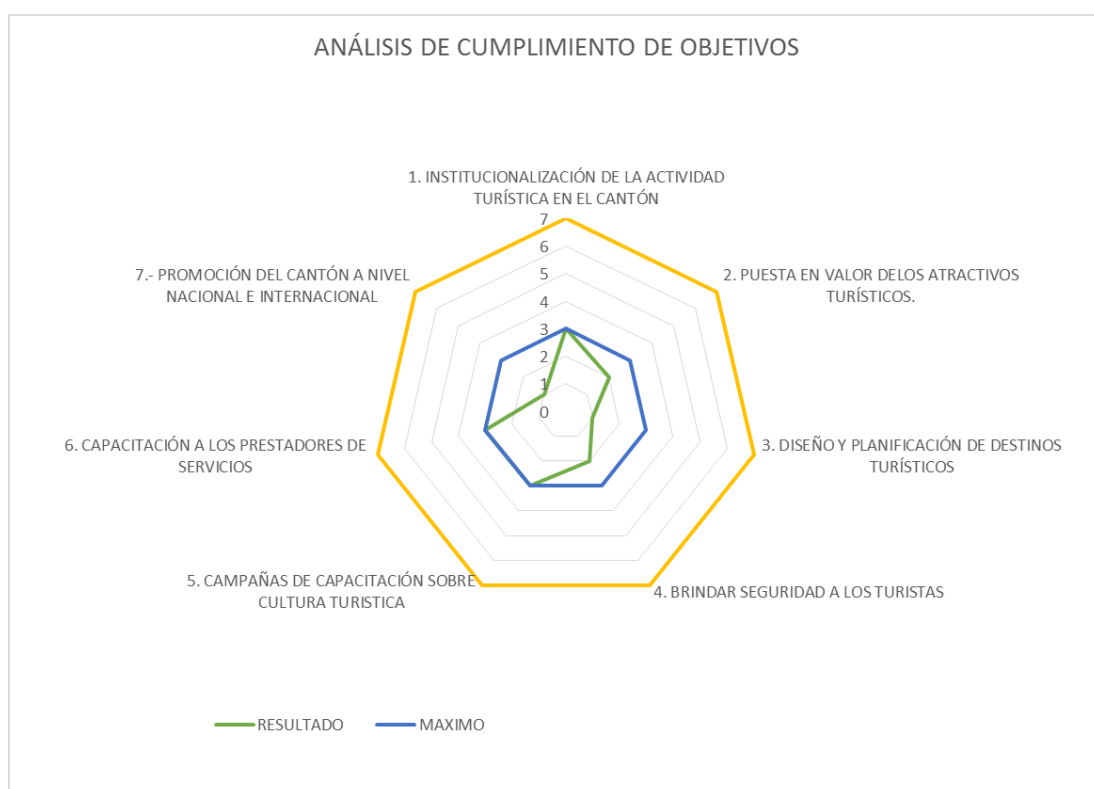 ANÁLISIS DE CUMPLIMIENTO DE OBJETIVOS
1. INSTITUCIONALIZACIÓN DE LA ACTIVIDAD
TURÍSTICA EN EL CANTÓN
7
6
5
4
3
2
1
0
2. PUESTA EN VALOR DELOS ATRACTIVOS
TURÍSTICOS.
3. DISEÑO Y PLANIFICACIÓN DE DESTINOS
TURÍSTICOS
4. BRINDAR SEGURIDAD A LOS TURISTAS
5. CAMPAÑAS DE CAPACITACIÓN SOBRE
CULTURA TURISTICA
6. CAPACITACIÓN A LOS PRESTADORES DE
SERVICIOS
7.- PROMOCIÓN DEL CANTÓN A NIVEL
NACIONAL E INTERNACIONAL
RESULTADO
MAXIMO